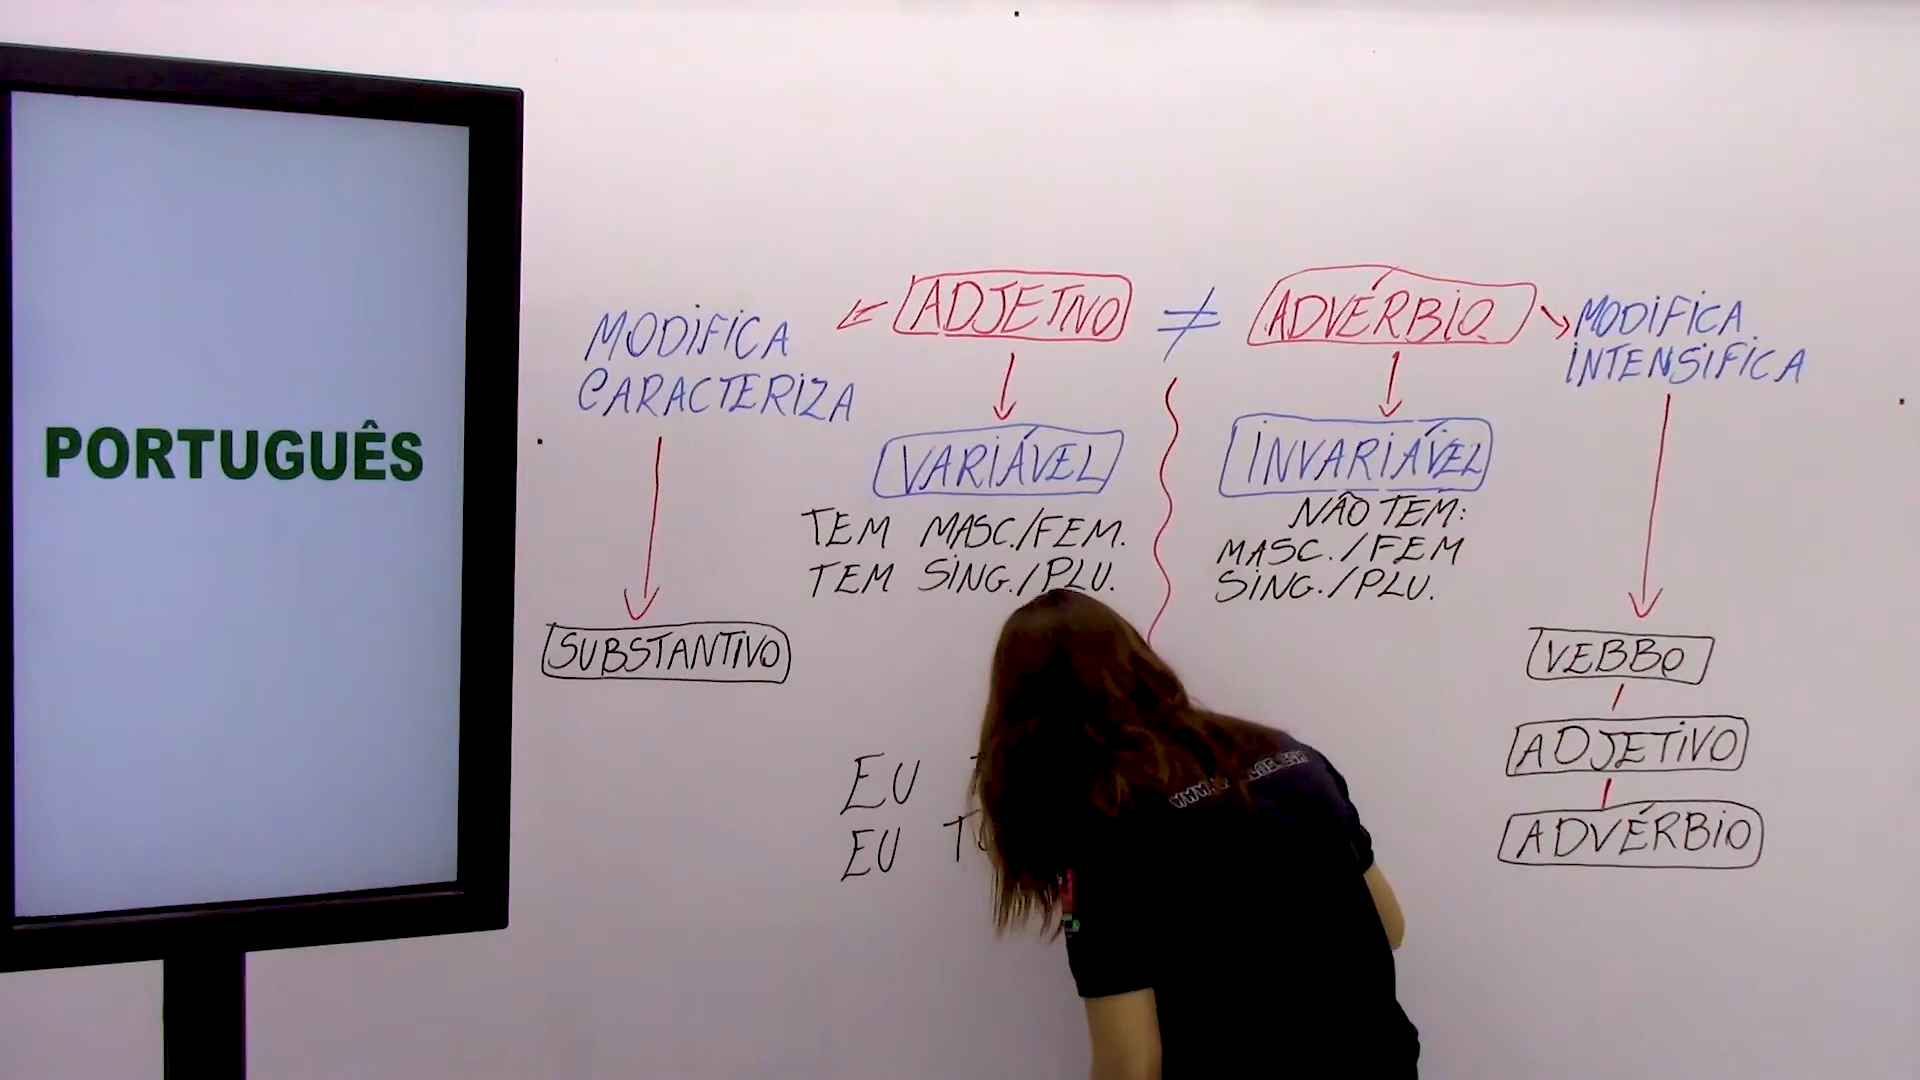 PORTUGUÊS
ADJETIVO ≠ ADVÉRBIO
MODIFICA
CARACTERIZA
MODIFICA
INTENSIFICA
VARIÁVEL
INVARIÁVEL
TEM MASC./FEM.
TEM SING./PLU.
NÃO TEM:
MASC./FEM
SING./PLU.
SUBSTANTIVO
VEBBO
ADJETIVO
ADVÉRBIO
EU
EU